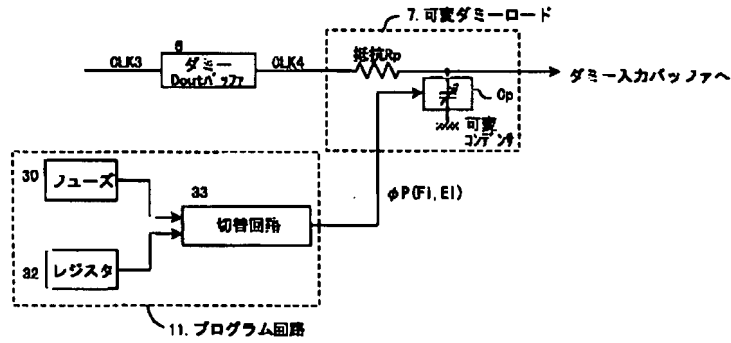 7.可変ダミーロード
6
CLK3
ダミー
Doutバッファ
CLK4
抵抗Rp
ダミー入力バッファへ
Cp
可変
コンデンサ
φP(Fi,Ei)
30
フューズ
33
切替回路
32
レジスタ
11.プログラム回路